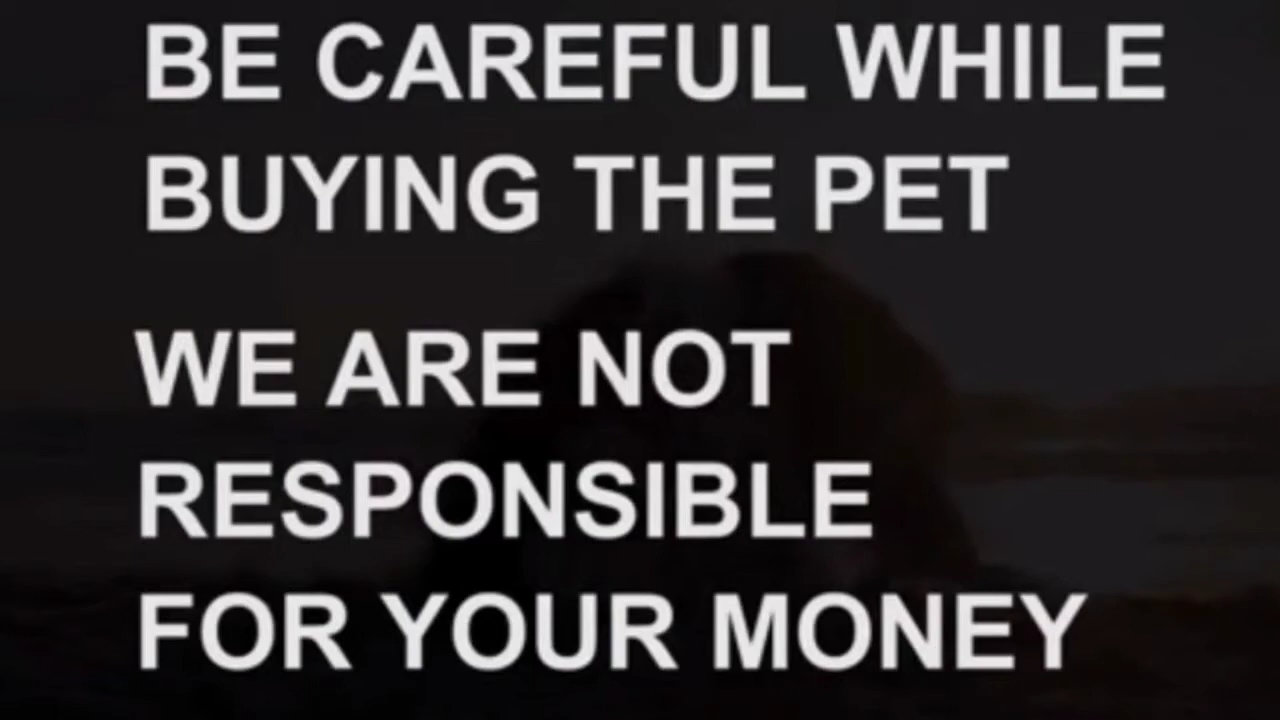 BE CAREFUL WHILE
BUYING THE PET
WE ARE NOT
RESPONSIBLE
FOR YOUR MONEY